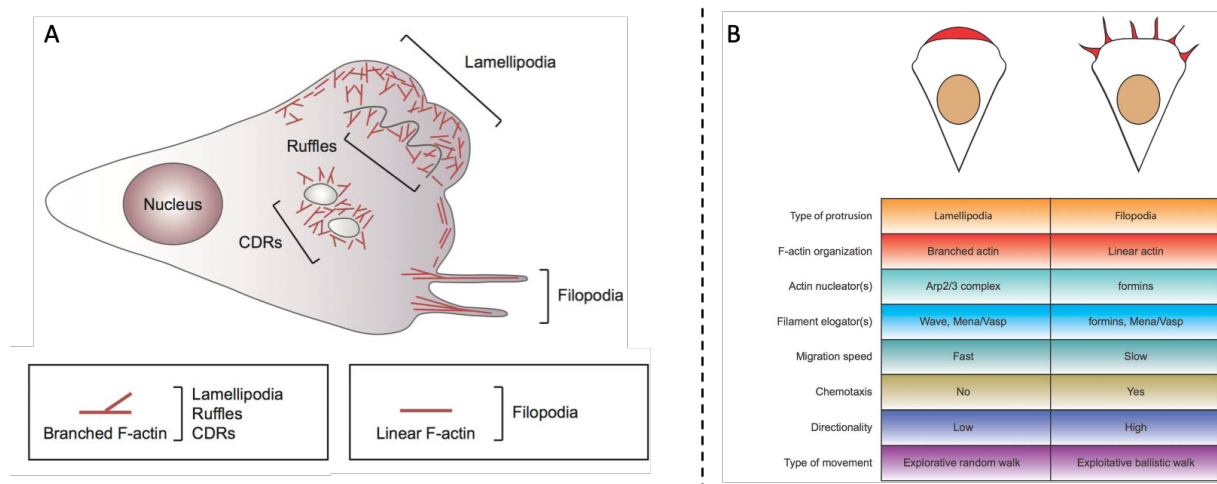 A
Lamellipodia
Ruffles
Nucleus
CDRs
Filopodia
Branched F-actin
Lamellipodia
Ruffles
CDRs
Linear F-actin
Filopodia
B
Type of protrusion Lamellipodia Filopodia
F-actin organization Branched actin Linear actin
Actin nucleator(s) Arp2/3 complex formins
Filament elogator(s) Wave, Mena/Vasp formins, Mena/Vasp
Migration speed Fast Slow
Chemotaxis No Yes
Directionality Low High
Type of movement Explorative random walk Exploitative ballistic walk